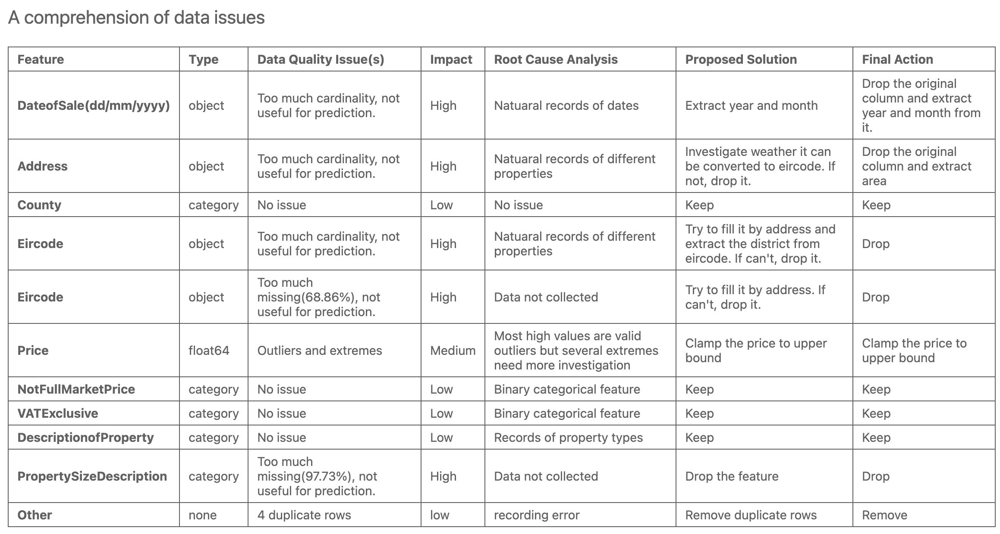 A comprehension of data issues
Feature Type Data Quality Issue(s) Impact Root Cause Analysis Proposed Solution Final Action
DateofSale(dd/mm/yyyy) object Too much cardinality, not
useful for prediction. High Natuaral records of dates Extract year and month Drop the original
column and extract
year and month from
it.
Address object Too much cardinality, not
useful for prediction. High Natuaral records of different
properties Investigate weather it can
be converted to eircode. If
not, drop it. Drop the original
column and extract
area
County category No issue Low No issue Keep Keep
Eircode object Too much cardinality, not
useful for prediction. High Natuaral records of different
properties Try to fill it by address and
extract the district from
eircode. If can't, drop it. Drop
Eircode object Too much
missing(68.86%), not
useful for prediction. High Data not collected Try to fill it by address. If
can't, drop it. Drop
Price float64 Outliers and extremes Medium Most high values are valid
outliers but several extremes
need more investigation Clamp the price to upper
bound Clamp the price to
upper bound
NotFullMarketPrice category No issue Low Binary categorical feature Keep Keep
VATExclusive category No issue Low Binary categorical feature Keep Keep
DescriptionofProperty category No issue Low Records of property types Keep Keep
PropertySizeDescription category Too much
missing(97.73%), not
useful for prediction. High Data not collected Drop the feature Drop
Other none 4 duplicate rows low recording error Remove duplicate rows Remove